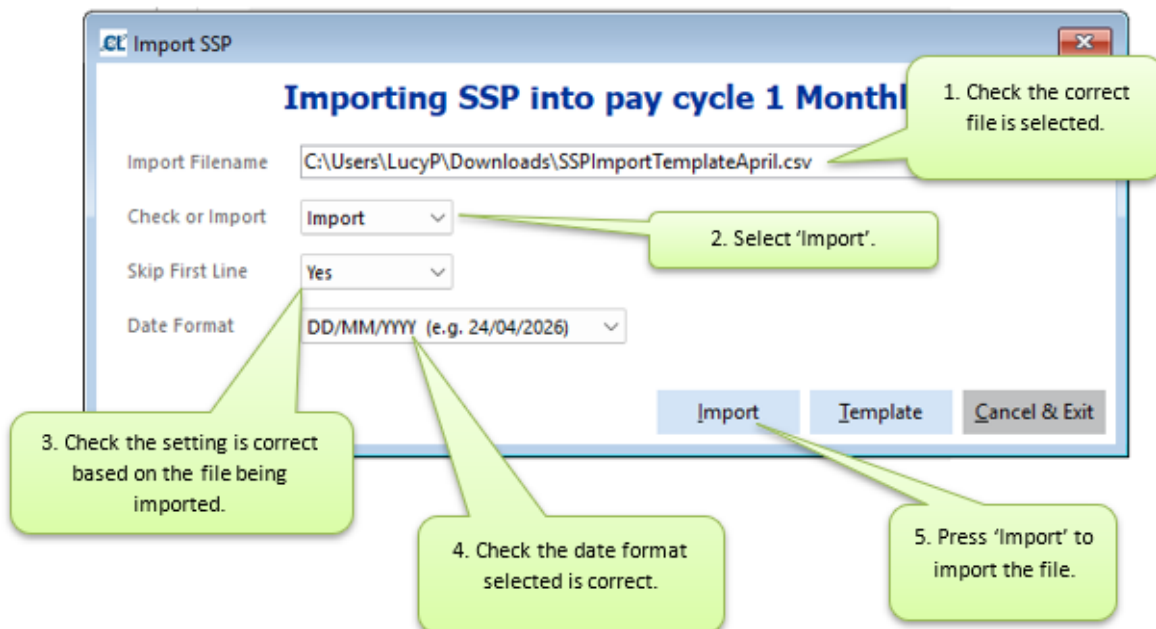 CL Import SSP
Importing SSP into pay cycle 1 Monthl
1. Check the correct
file is selected.
Import Filename
C:\Users\LucyP\Downloads\SSPImportTemplateApril.csv
Check or Import
Import
2. Select ‘Import’.
Skip First Line
Yes
Date Format
DD/MM/YYYY (e.g. 24/04/2026)
Import
Template
Cancel & Exit
3. Check the setting is correct
based on the file being
imported.
4. Check the date format
selected is correct.
5. Press ‘Import’ to
import the file.